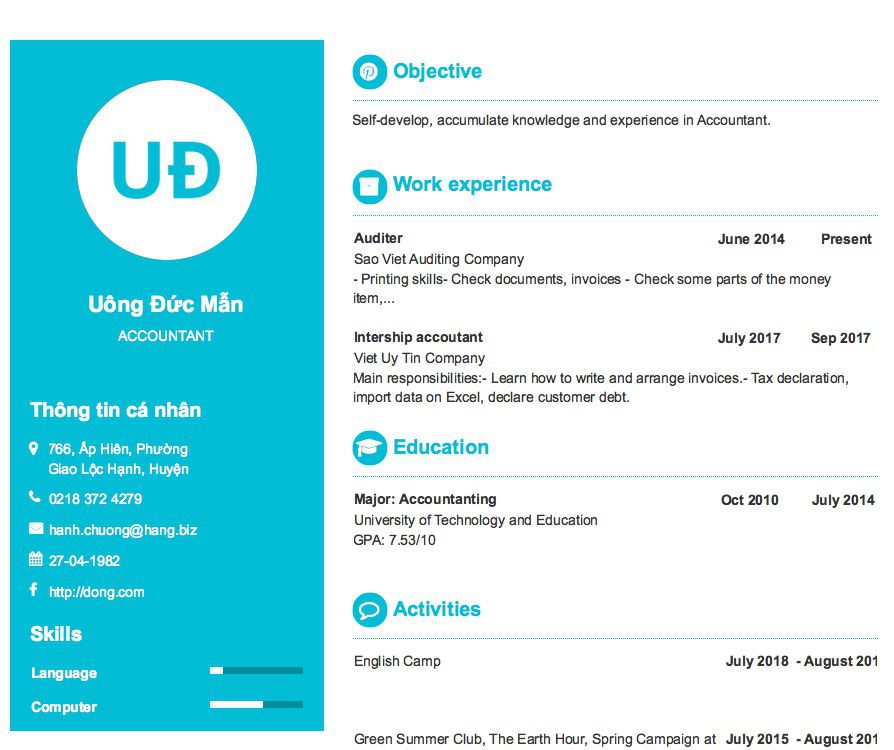 UĐ
Uông Đức Mẫn
ACCOUNTANT
Thông tin cá nhân
766, Ấp Hiên, Phường
Giao Lộc Hạnh, Huyện
0218 372 4279
hanh.chuong@hang.biz
27-04-1982
http://dong.com
Skills
Language
Computer
Objective
Self-develop, accumulate knowledge and experience in Accountant.
Work experience
Auditer June 2014 Present
Sao Viet Auditing Company
- Printing skills- Check documents, invoices - Check some parts of the money
item,...
Intership accoutant July 2017 Sep 2017
Viet Uy Tin Company
Main responsibilities:- Learn how to write and arrange invoices.- Tax declaration,
import data on Excel, declare customer debt.
Education
Major: Accountanting Oct 2010 July 2014
University of Technology and Education
GPA: 7.53/10
Activities
English Camp July 2018 - August 201
Green Summer Club, The Earth Hour, Spring Campaign at July 2015 - August 201